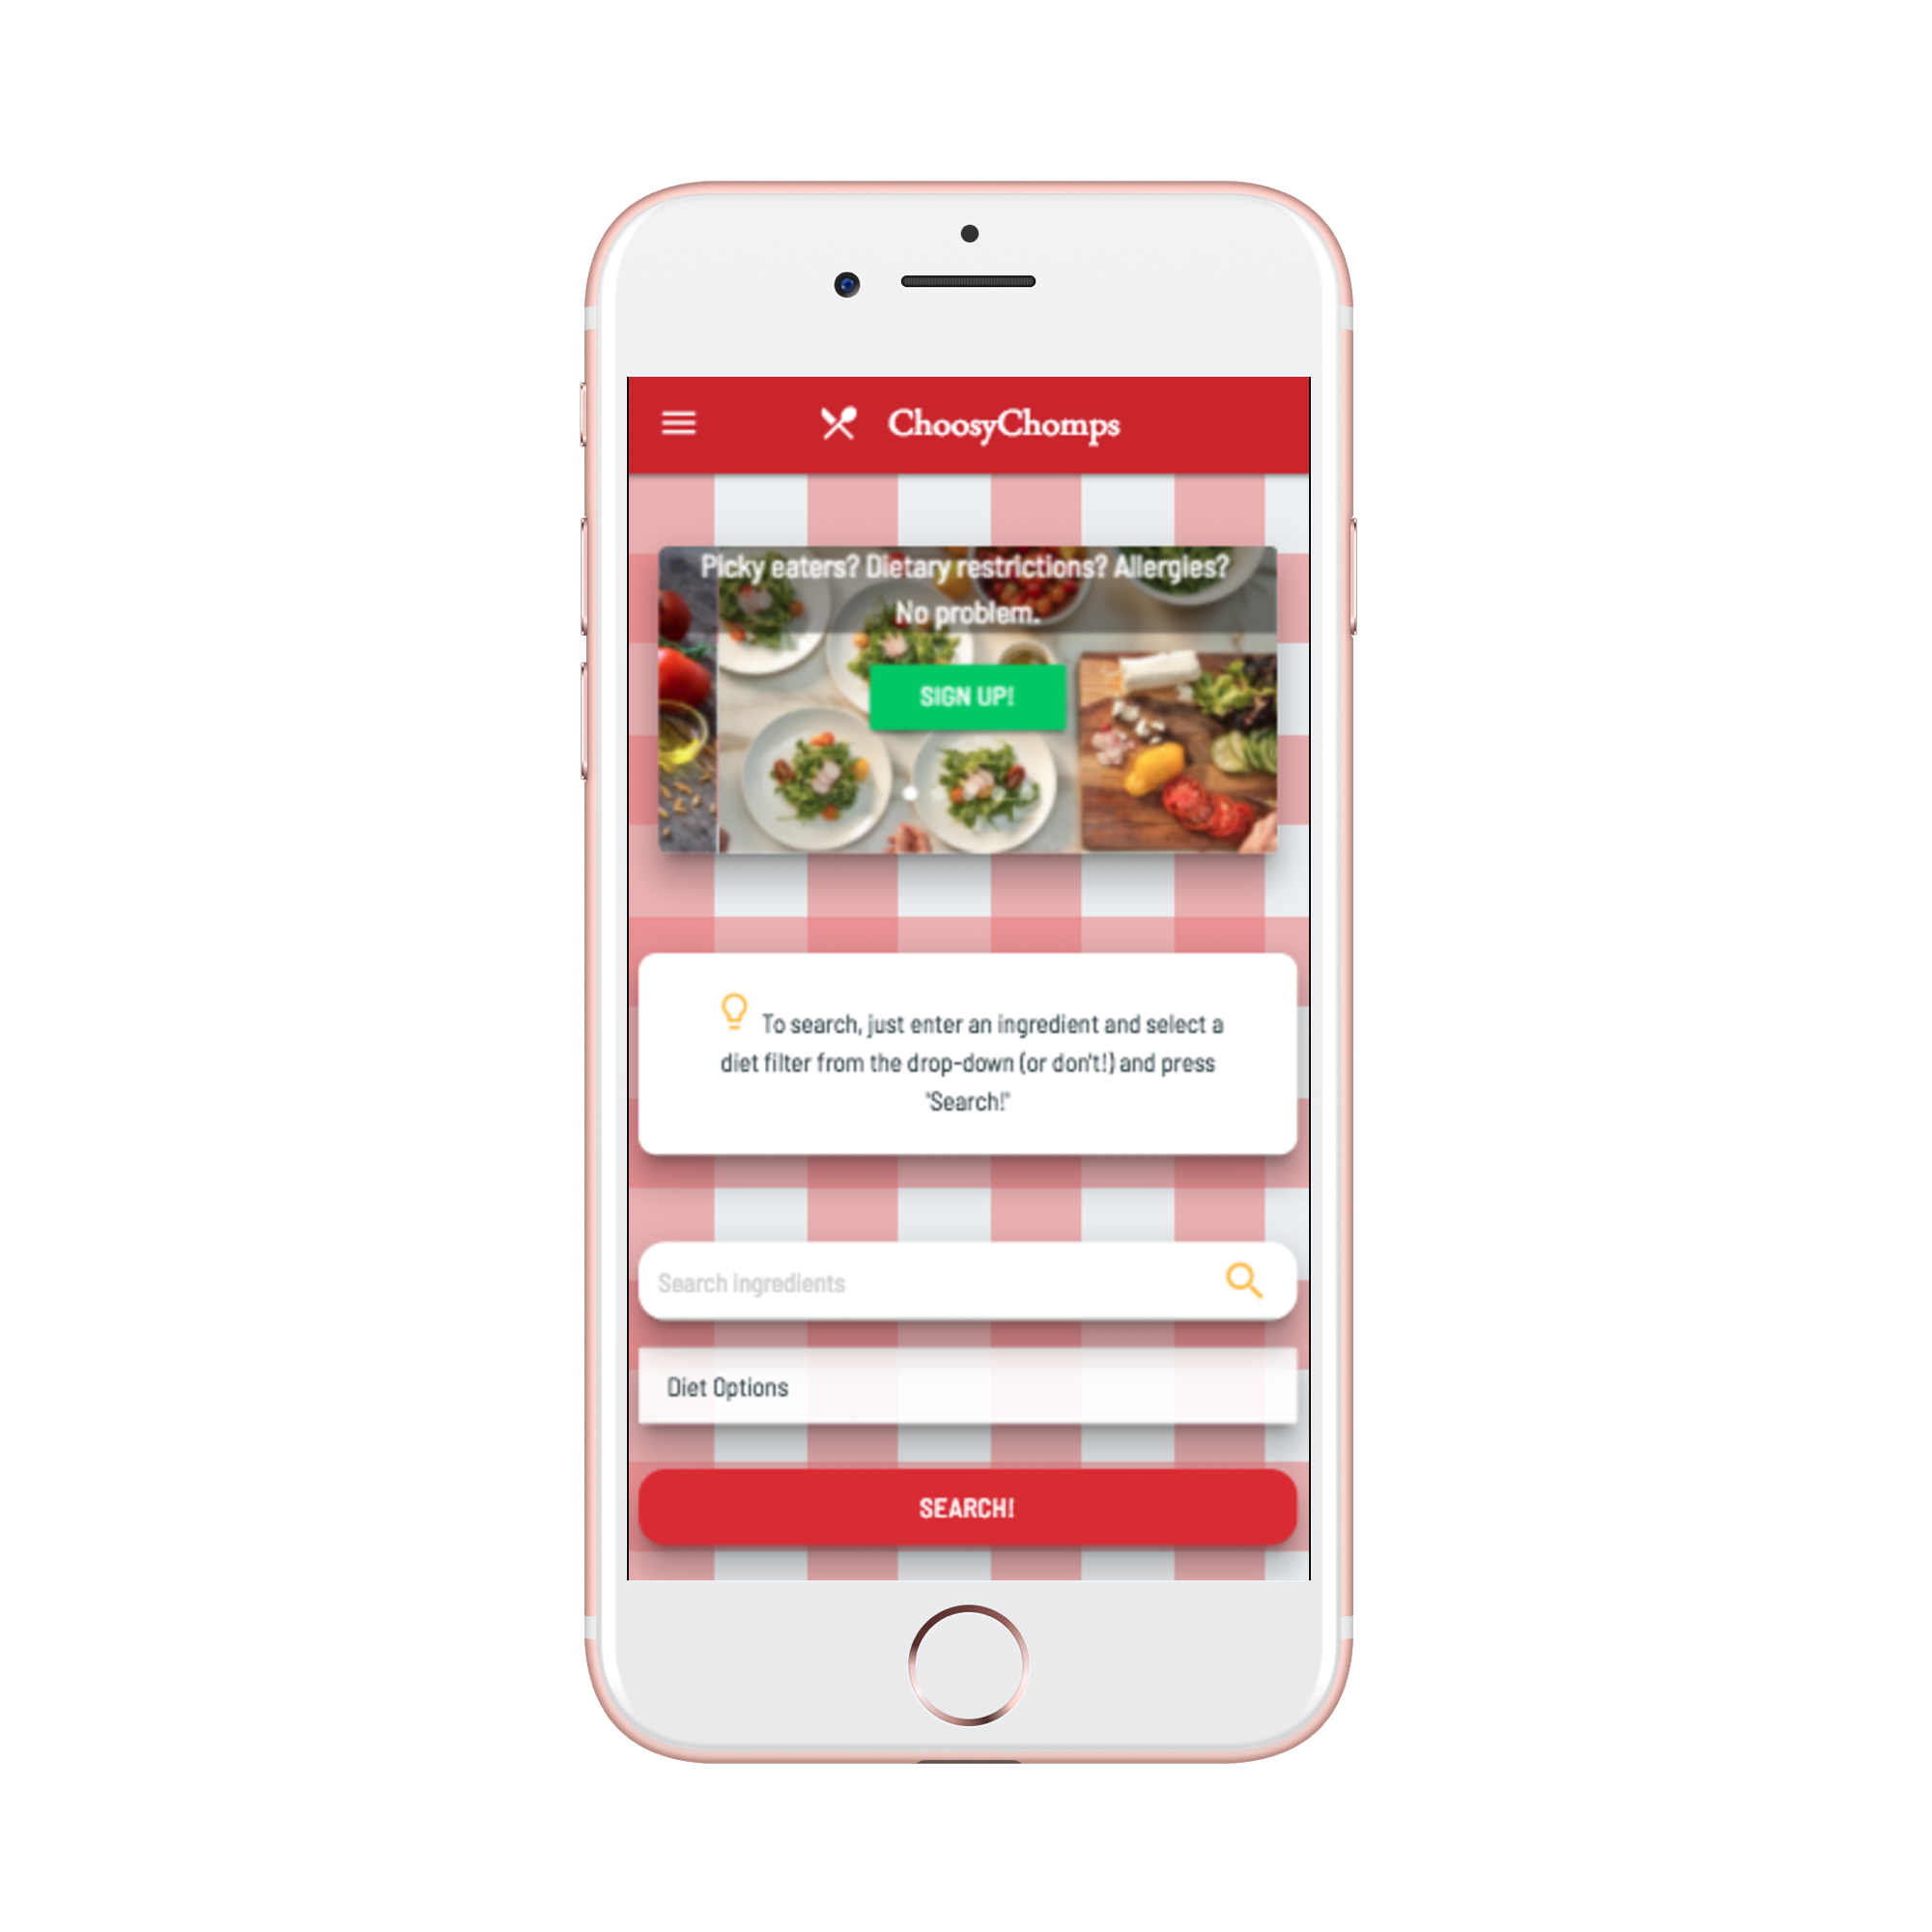 ChoosyChomps
Picky eaters? Dietary restrictions? Allergies?
No problem.
SIGN UP!
To search, just enter an ingredient and select a
diet filter from the drop-down (or don't!) and press
"Search!"
Search ingredients
Diet Options
SEARCH!